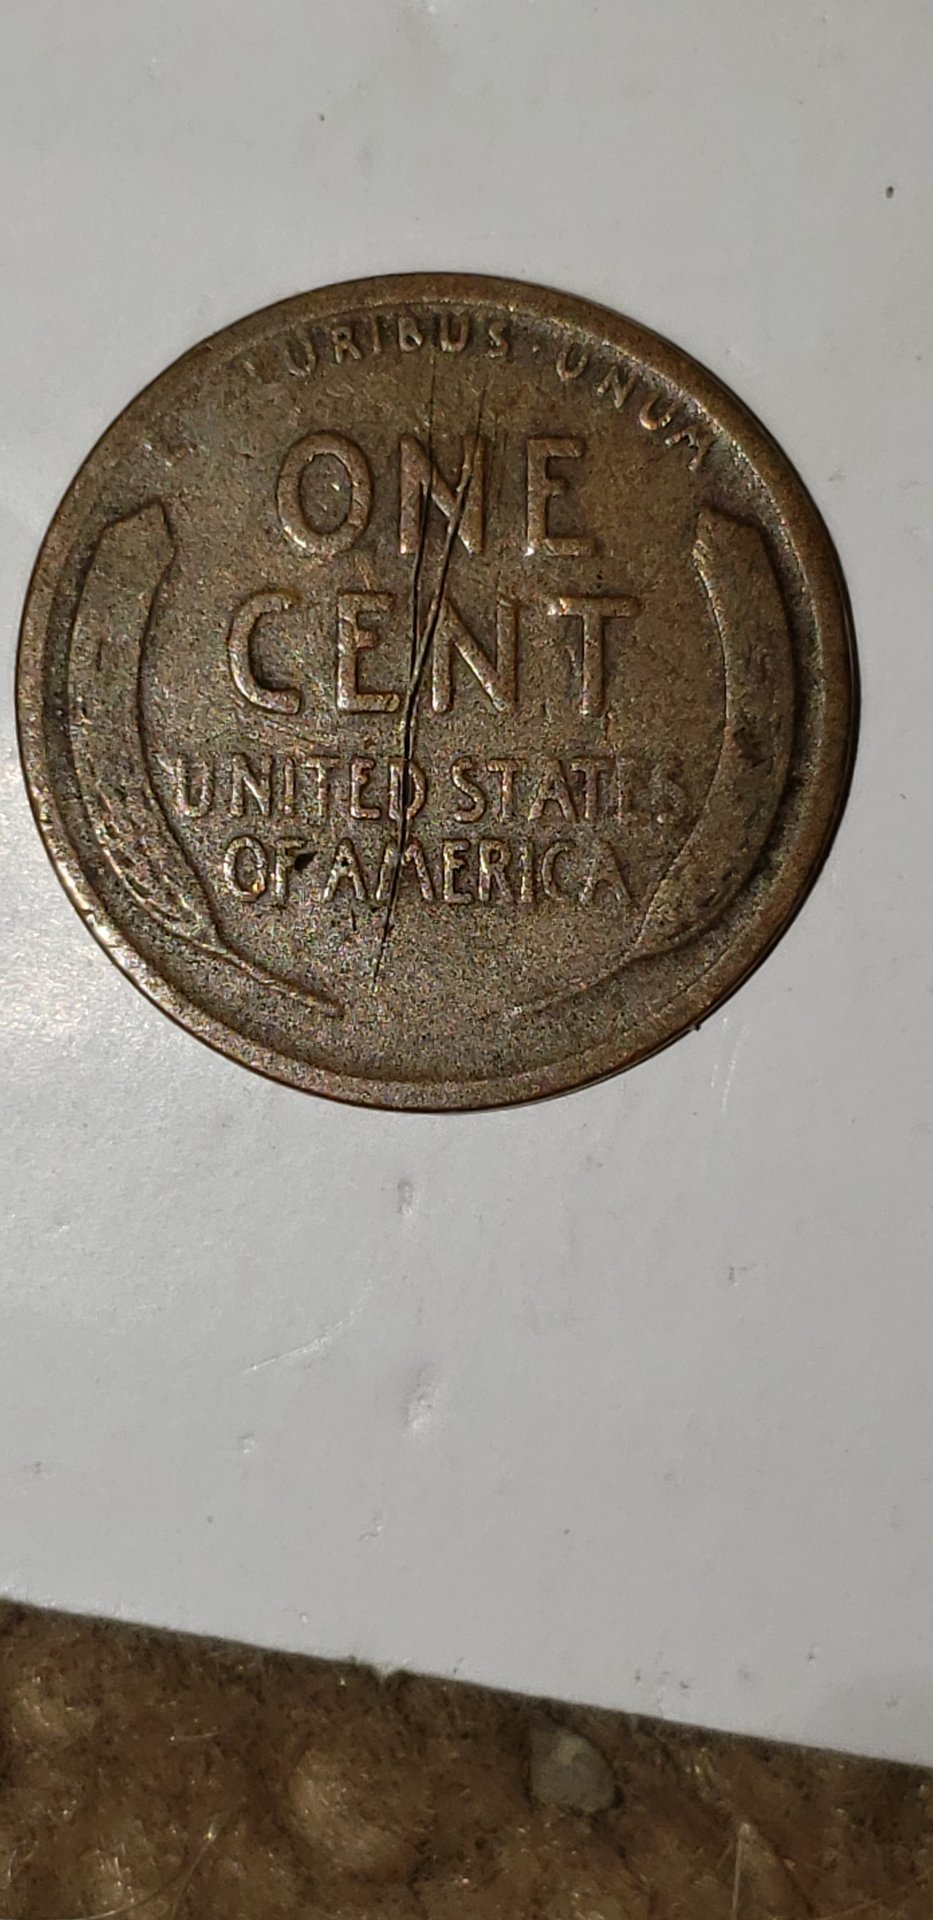 URIBUS · UNUM
ONE
CENT
UNITED STATES
OF AMERICA